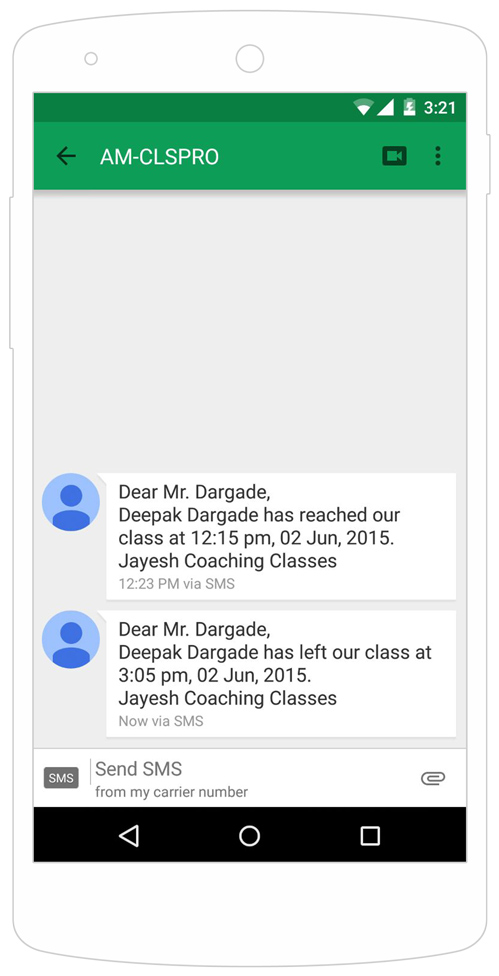 3:21
AM-CLSPRO
Dear Mr. Dargade,
Deepak Dargade has reached our
class at 12:15 pm, 02 Jun, 2015.
Jayesh Coaching Classes
12:23 PM via SMS
Dear Mr. Dargade,
Deepak Dargade has left our class at
3:05 pm, 02 Jun, 2015.
Jayesh Coaching Classes
Now via SMS
SMS
Send SMS
from my carrier number